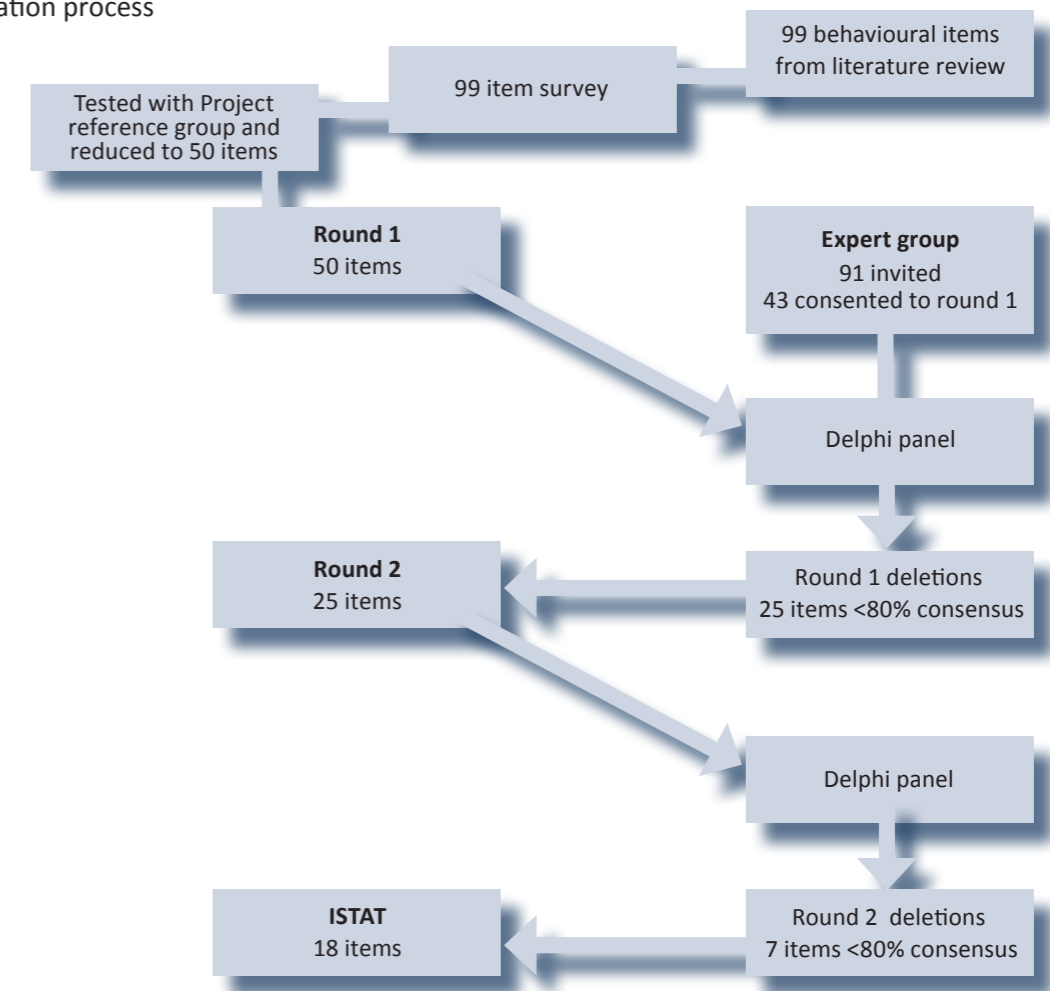 ation process
99 behavioural items
from literature review
99 item survey
Tested with Project
reference group and
reduced to 50 items
Round 1
50 items
Expert group
91 invited
43 consented to round 1
Delphi panel
Round 1 deletions
25 items <80% consensus
Round 2
25 items
Delphi panel
Round 2 deletions
7 items <80% consensus
ISTAT
18 items